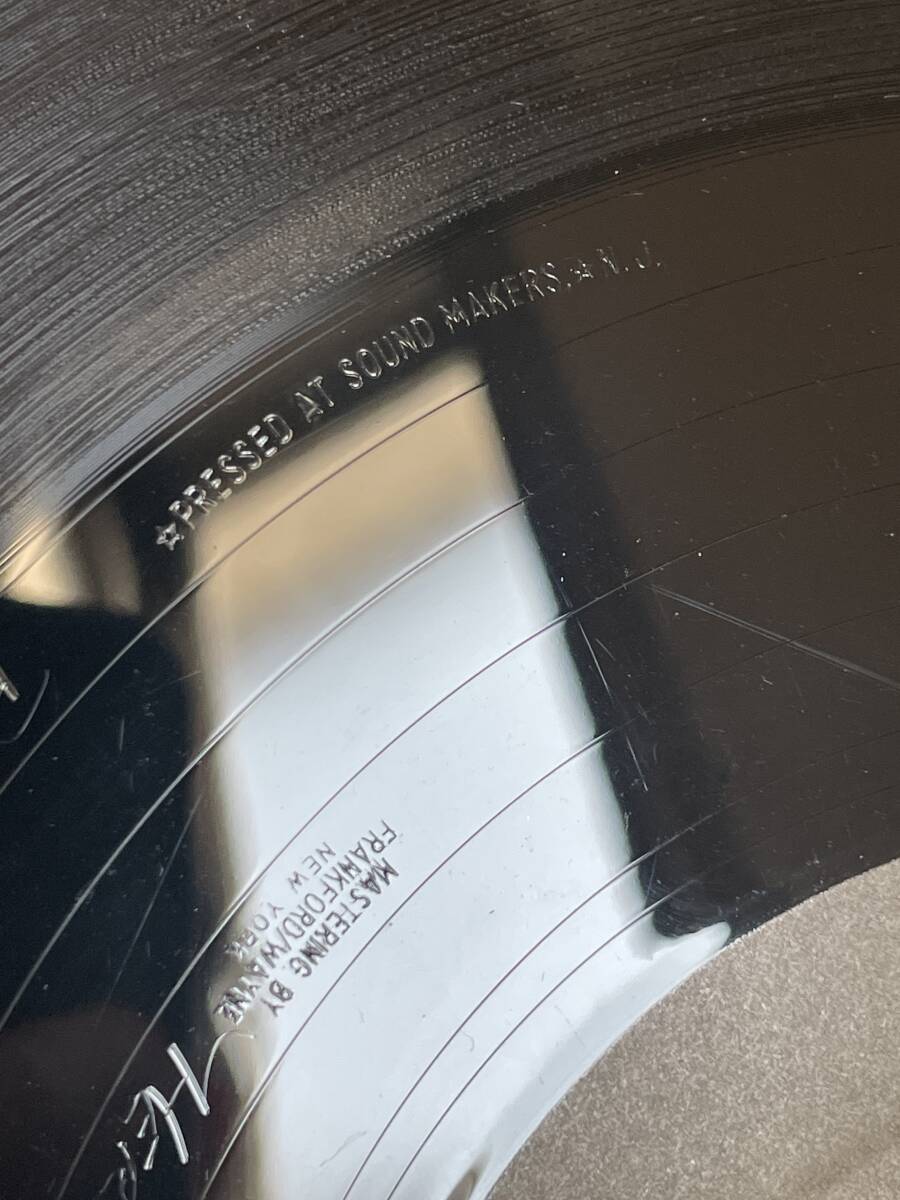 ☆PRESSED AT SOUND MAKERS,☆N.J.
MASTERING BY
FRANKFORD/WAYNE
NEW YORK